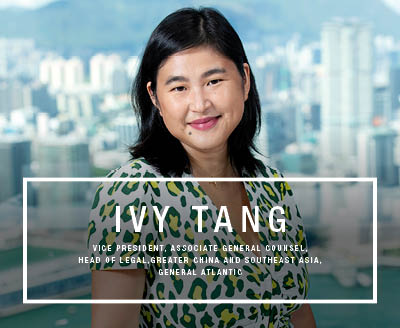 IVY TANG
VICE PRESIDENT, ASSOCIATE GENERAL COUNSEL,
HEAD OF LEGAL,GREATER CHINA AND SOUTHEAST ASIA,
GENERAL ATLANTIC